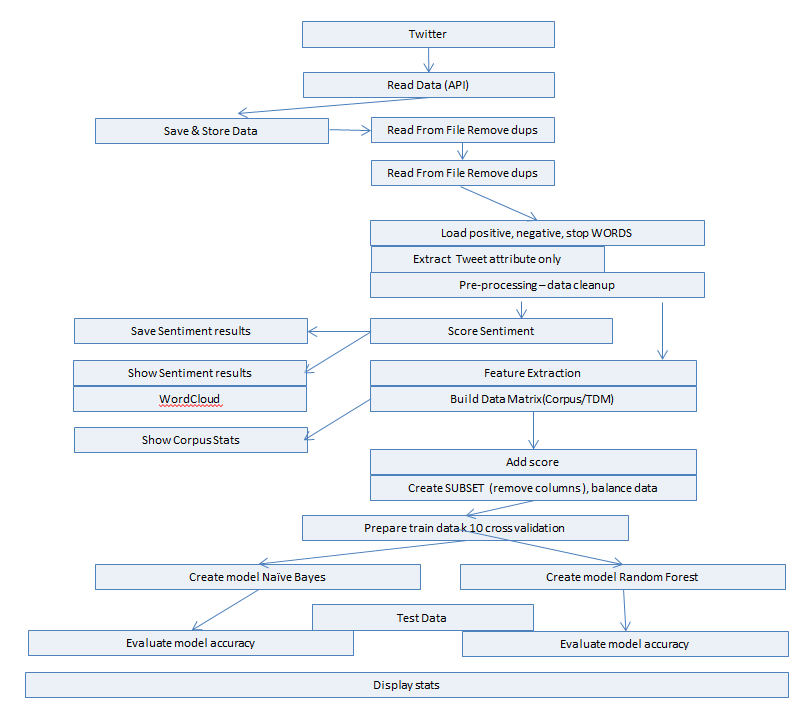 Twitter
Read Data (API)
Save & Store Data
Read From File Remove dups
Read From File Remove dups
Load positive, negative, stop WORDS
Extract Tweet attribute only
Pre-processing – data cleanup
Save Sentiment results
Score Sentiment
Show Sentiment results
Feature Extraction
WordCloud
Build Data Matrix(Corpus/TDM)
Show Corpus Stats
Add score
Create SUBSET (remove columns), balance data
Prepare train data k 10 cross validation
Create model Naïve Bayes
Create model Random Forest
Test Data
Evaluate model accuracy
Evaluate model accuracy
Display stats